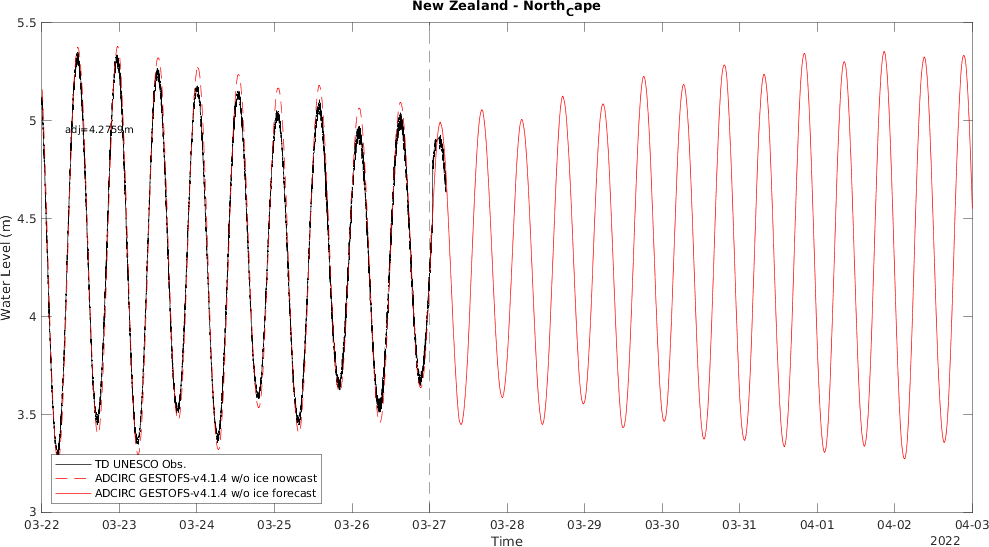 New Zealand - NorthCape
5.5
5
4.5
4
3.5
3
Water Level (m)
adj=4.2759m
TD UNESCO Obs.
ADCIRC GESTOFS-v4.1.4 w/o ice nowcast
ADCIRC GESTOFS-v4.1.4 w/o ice forecast
03-22 03-23 03-24 03-25 03-26 03-27 03-28 03-29 03-30 03-31 04-01 04-02 04-03
Time
2022